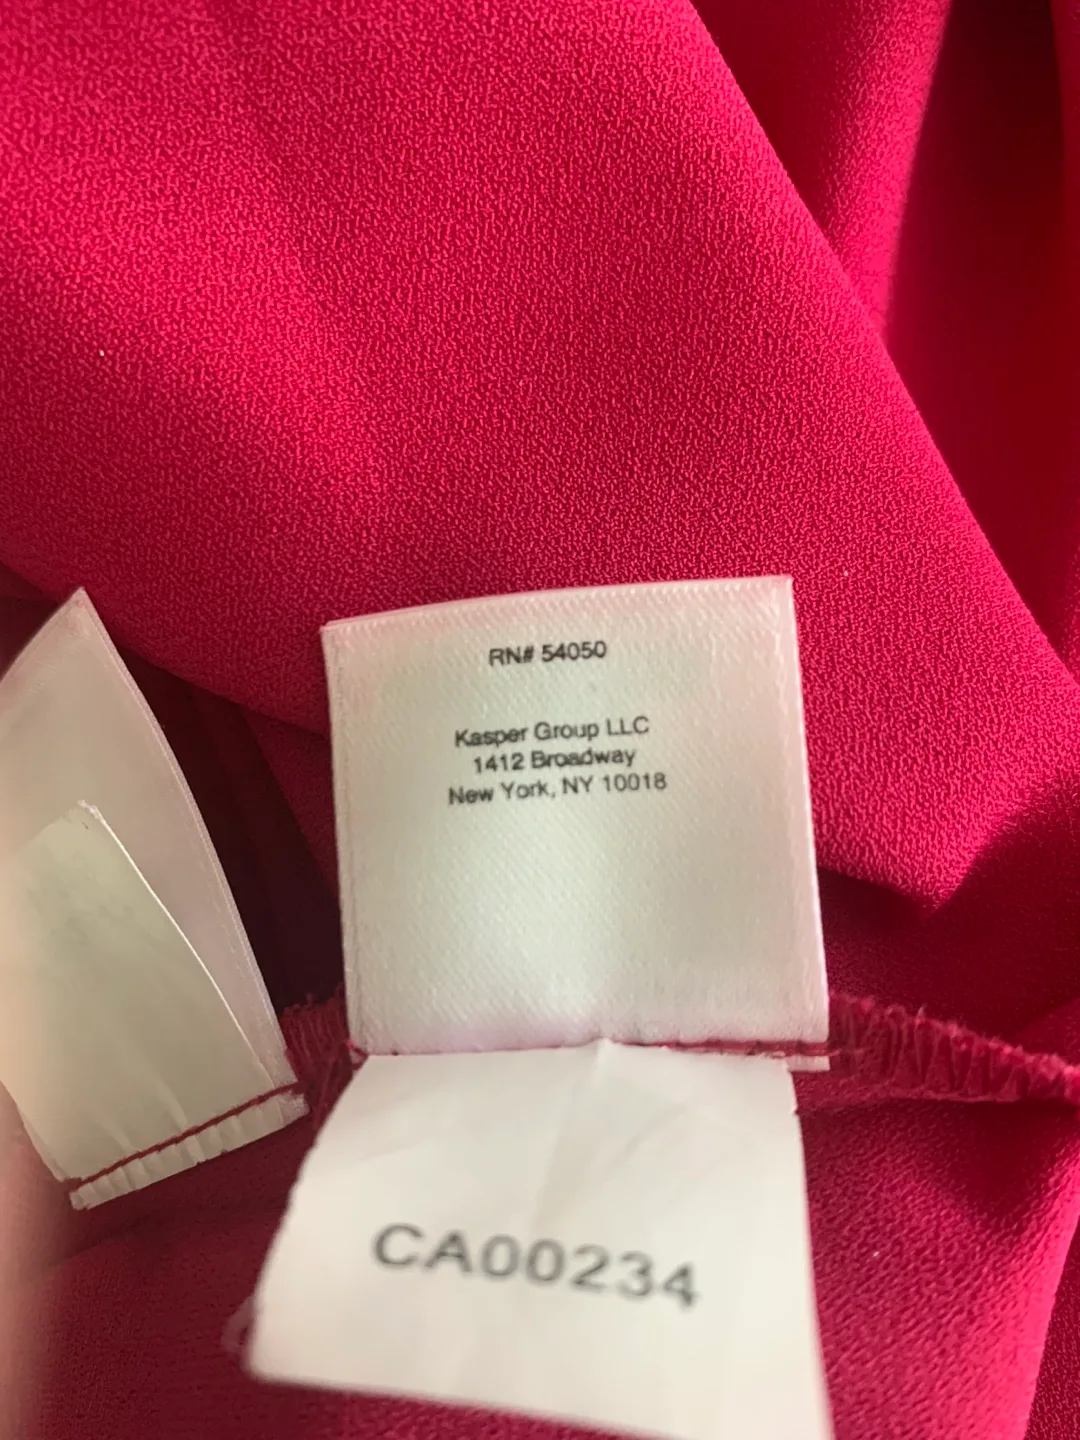 RN# 54050
Kasper Group LLC
1412 Broadway
New York, NY 10018
CA00234